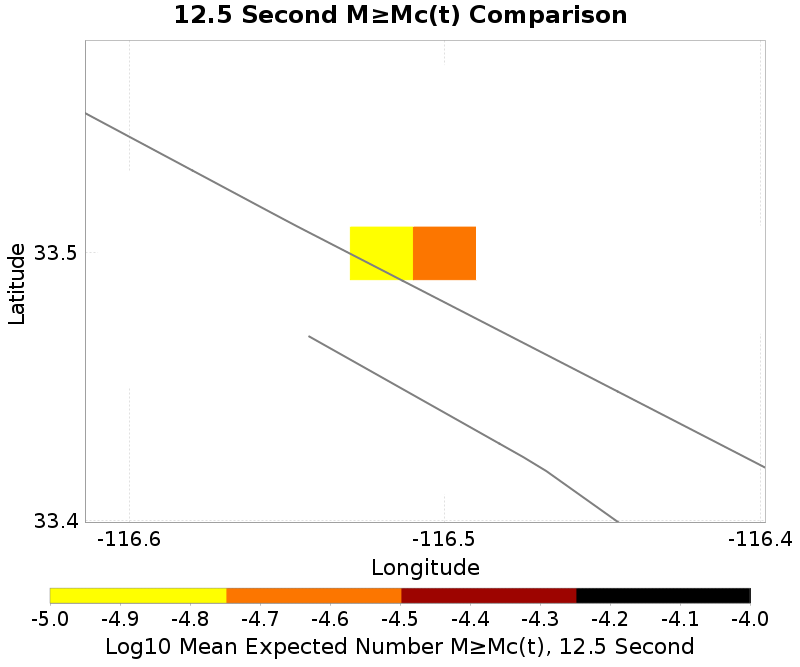 12.5 Second M≥Mc(t) Comparison
Latitude
33.5
33.4
-116.6 -116.5 -116.4
Longitude
-5.0 -4.9 -4.8 -4.7 -4.6 -4.5 -4.4 -4.3 -4.2 -4.1 -4.0
Log10 Mean Expected Number M≥Mc(t), 12.5 Second